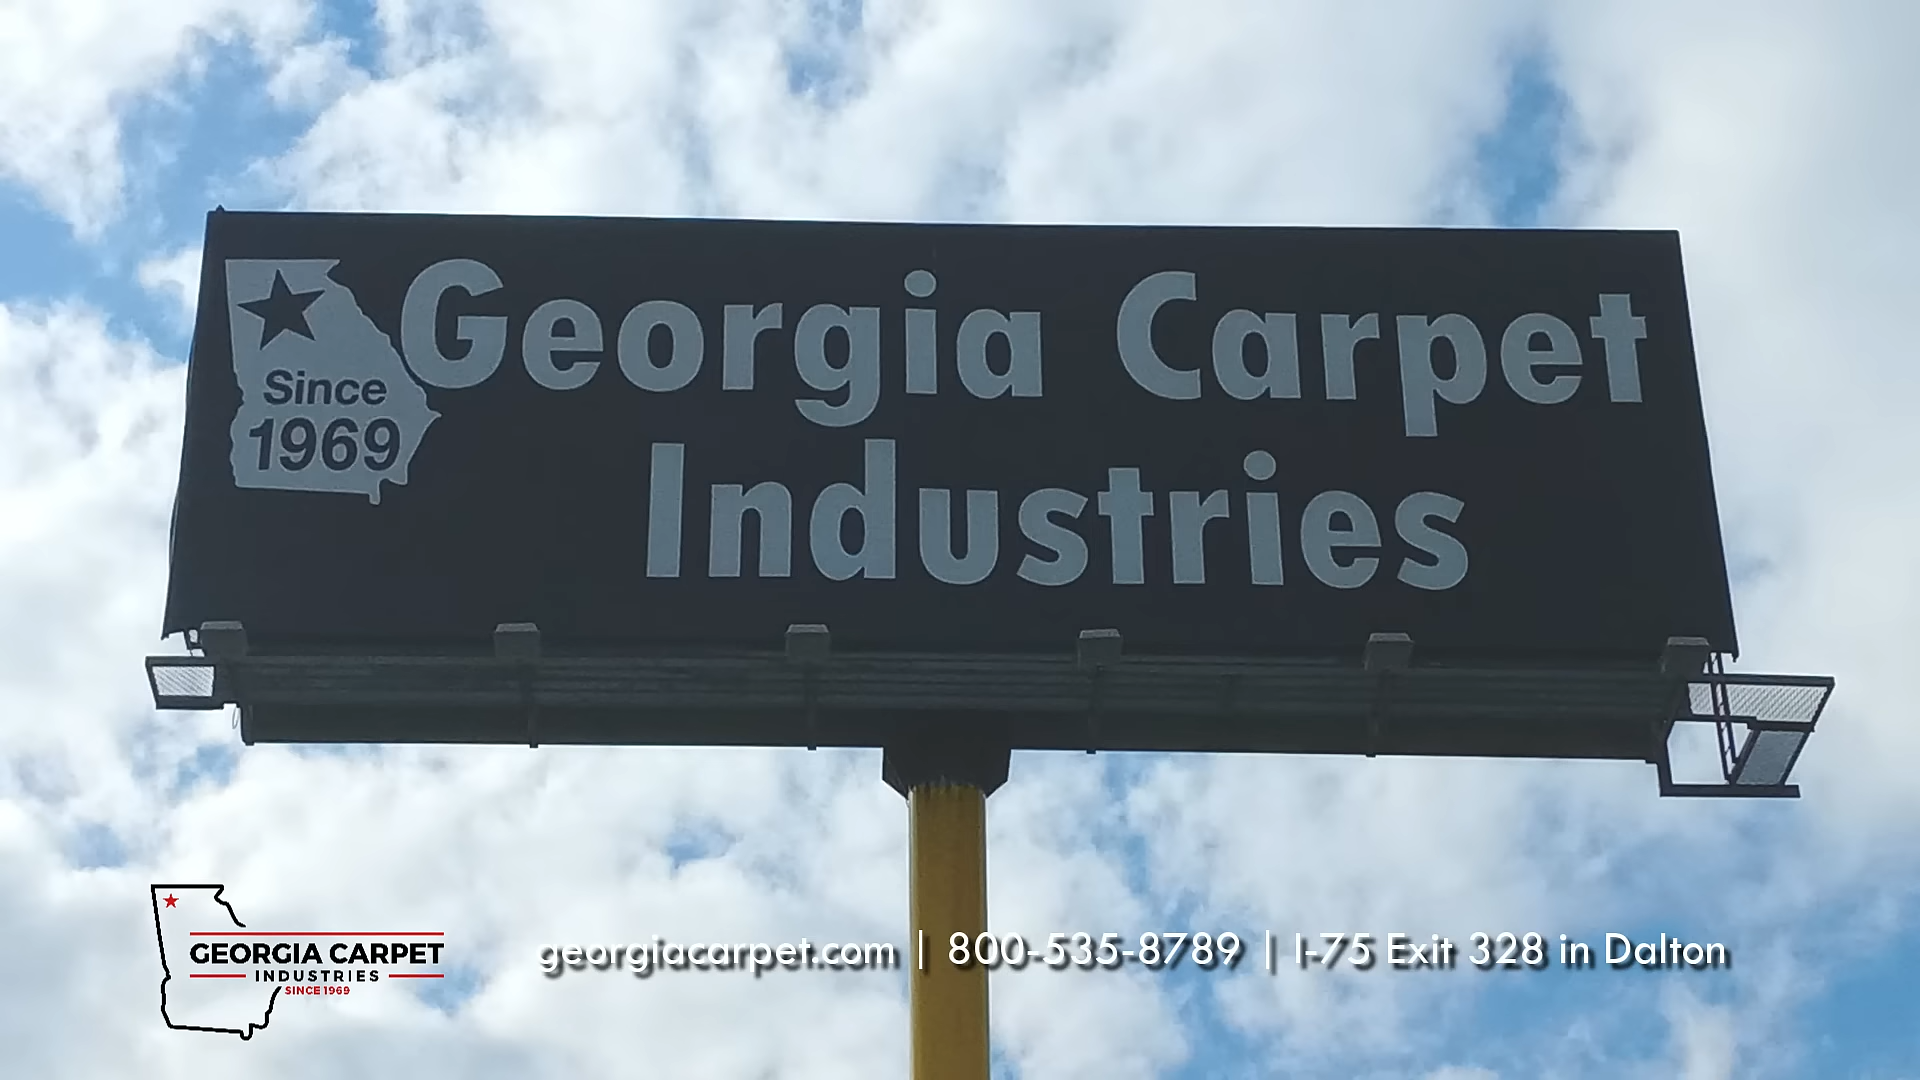 Georgia Carpet
Industries
Since
1969
GEORGIA CARPET
INDUSTRIES
SINCE 1969
georgiacarpet.com | 800-535-8789 | I-75 Exit 328 in Dalton